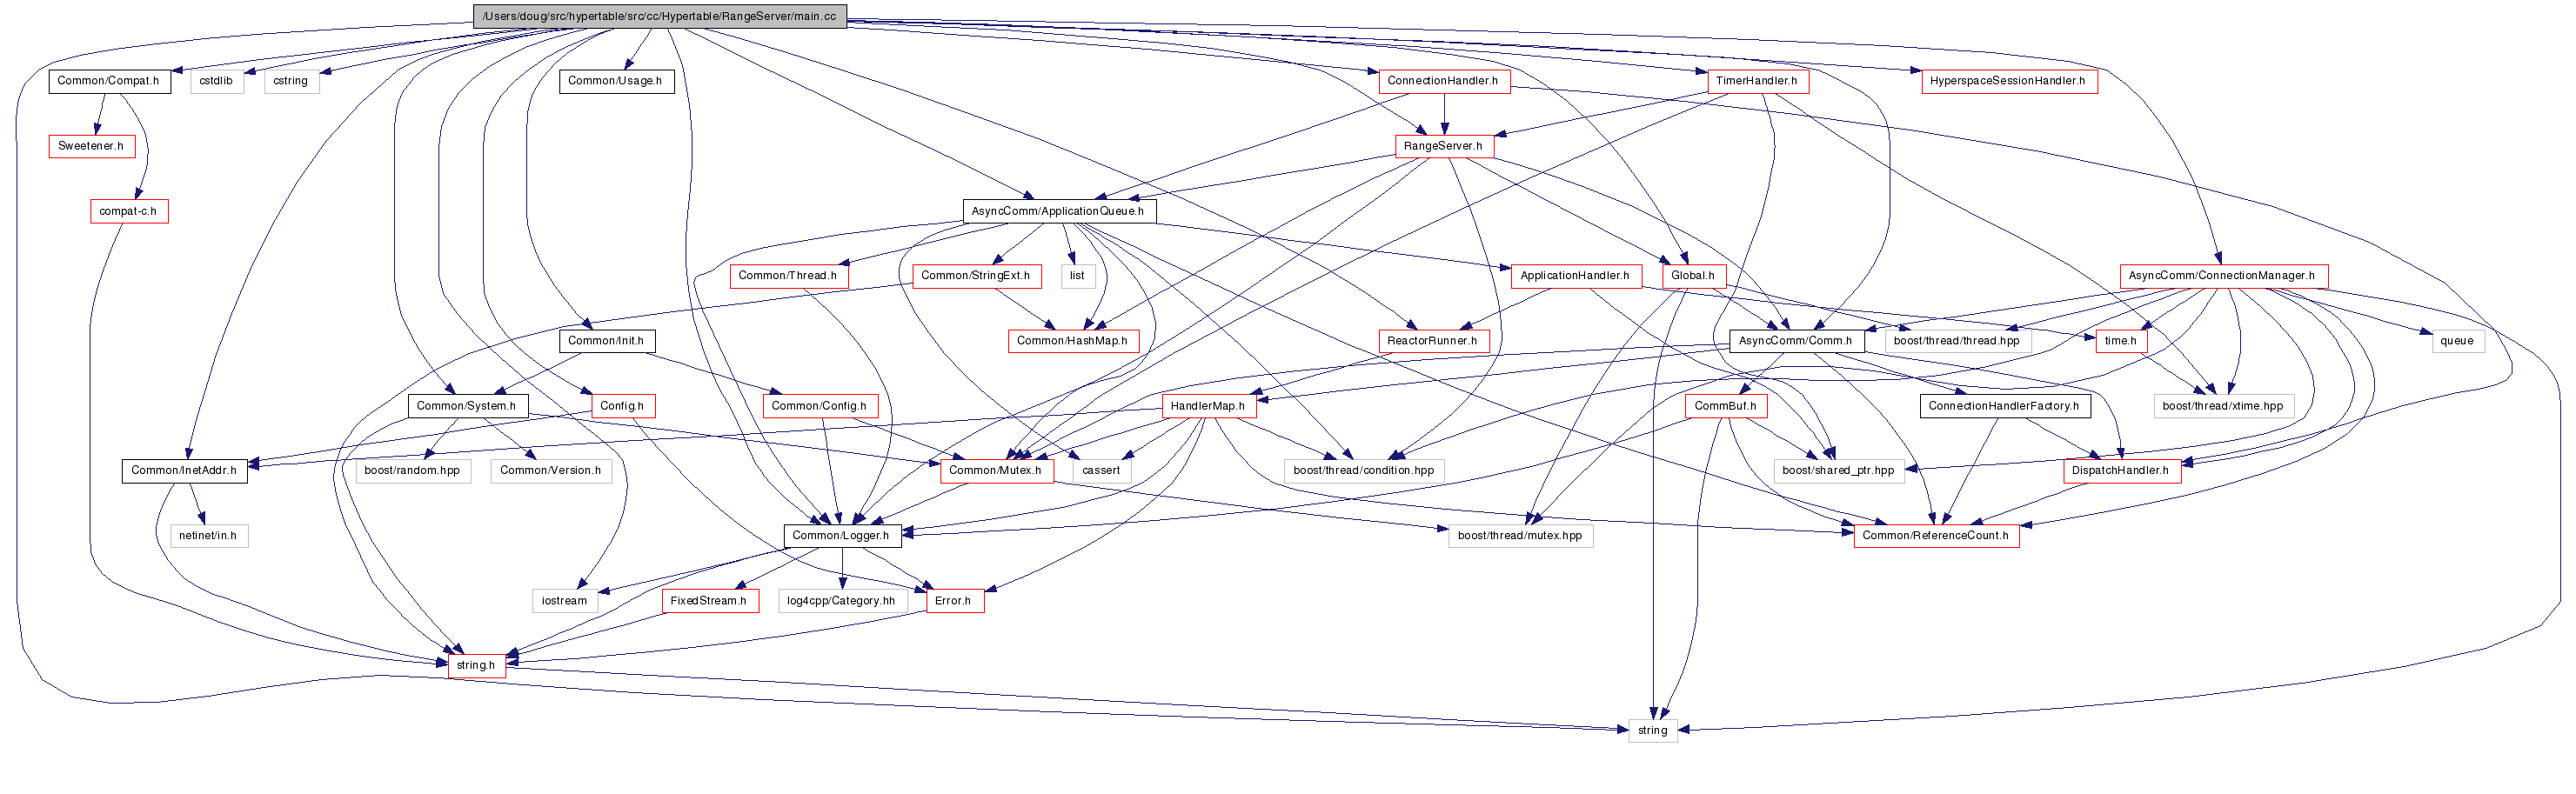 /Users/doug/src/hypertable/src/cc/Hypertable/RangeServer/main.cc
Common/Compat.h
cstdlib
cstring
Common/Usage.h
ConnectionHandler.h
TimerHandler.h
HyperspaceSessionHandler.h
Sweetener.h
RangeServer.h
compat-c.h
AsyncComm/ApplicationQueue.h
Common/Thread.h
Common/StringExt.h
list
ApplicationHandler.h
Global.h
AsyncComm/ConnectionManager.h
Common/Init.h
Common/HashMap.h
ReactorRunner.h
AsyncComm/Comm.h
boost/thread/thread.hpp
time.h
queue
Common/System.h
Config.h
Common/Config.h
HandlerMap.h
CommBuf.h
ConnectionHandlerFactory.h
boost/thread/xtime.hpp
Common/InetAddr.h
boost/random.hpp
Common/Version.h
Common/Mutex.h
cassert
boost/thread/condition.hpp
boost/shared_ptr.hpp
DispatchHandler.h
netinet/in.h
Common/Logger.h
boost/thread/mutex.hpp
Common/ReferenceCount.h
iostream
FixedStream.h
log4cpp/Category.hh
Error.h
string.h
string